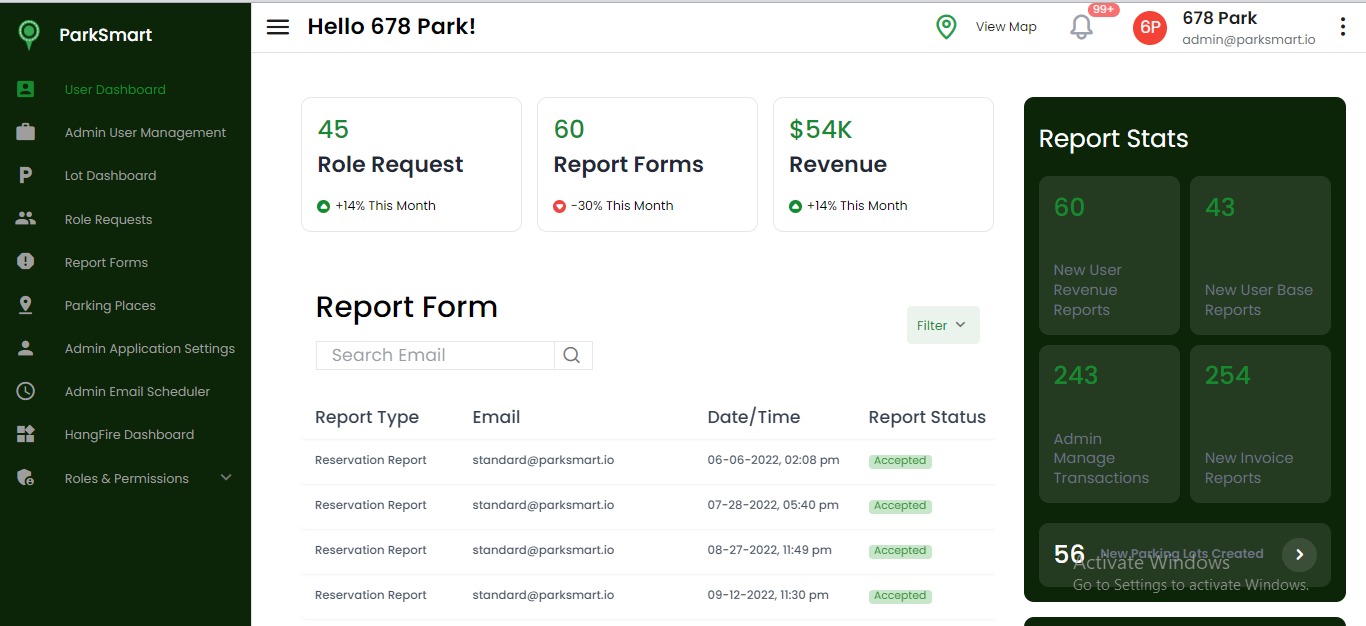 ParkSmart
User Dashboard
Admin User Management
Lot Dashboard
Role Requests
Report Forms
Parking Places
Admin Application Settings
Admin Email Scheduler
HangFire Dashboard
Roles & Permissions
Hello 678 Park!
View Map
99+
6P
678 Park
admin@parksmart.io
45
Role Request
+14% This Month
60
Report Forms
-30% This Month
$54K
Revenue
+14% This Month
Report Form
Search Email
Filter
Report Type Email Date/Time Report Status
Reservation Report standard@parksmart.io 06-06-2022, 02:08 pm Accepted
Reservation Report standard@parksmart.io 07-28-2022, 05:40 pm Accepted
Reservation Report standard@parksmart.io 08-27-2022, 11:49 pm Accepted
Reservation Report standard@parksmart.io 09-12-2022, 11:30 pm Accepted
Report Stats
60
New User
Revenue
Reports
43
New User Base
Reports
243
Admin
Manage
Transactions
254
New Invoice
Reports
56 New Parking Lots Created
Activate Windows
Go to Settings to activate Windows.